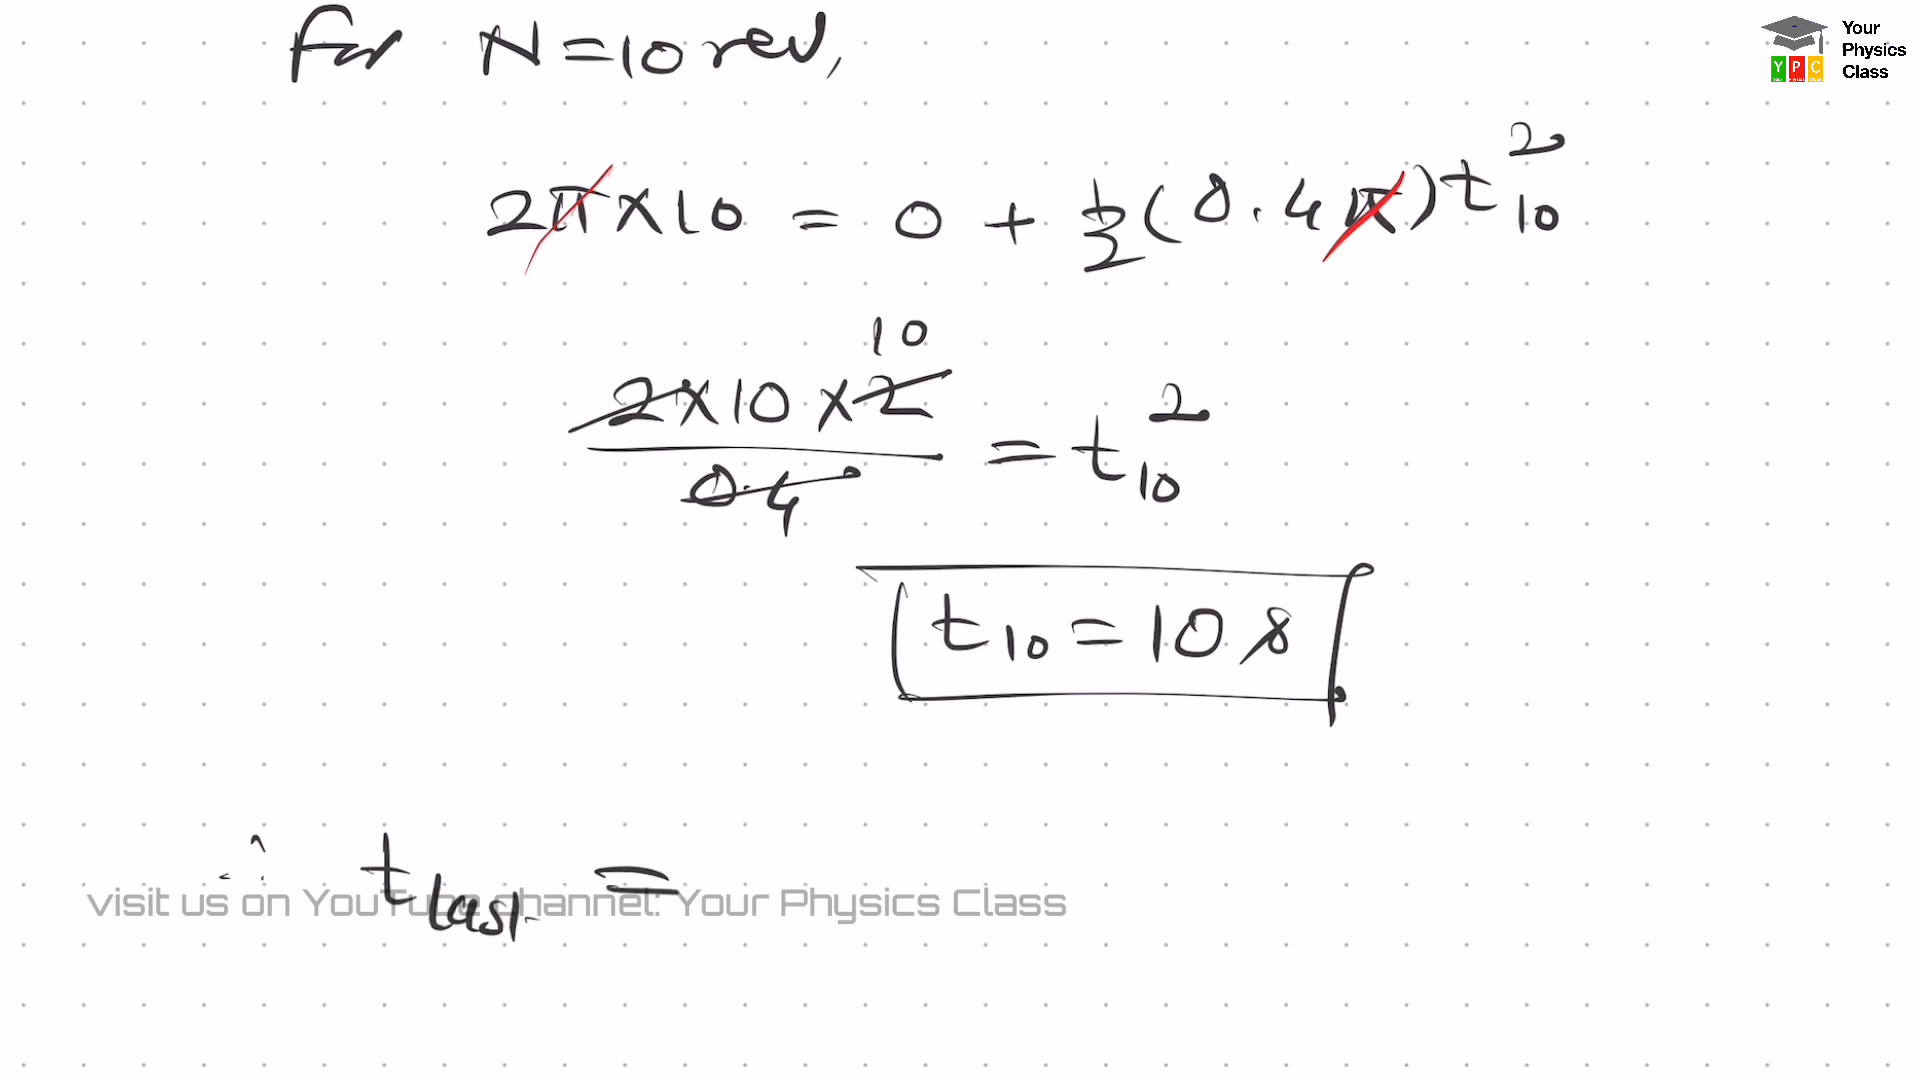 Your
Physics
Class
Y P C
For N=10 rev,
2π×10 = 0 + 1/2 (0.4π) t₁₀²
10
2×10×2 / 0.4 = t₁₀²
t₁₀ = 10 s
∴ t last =
visit us on YouTube channel: Your Physics Class